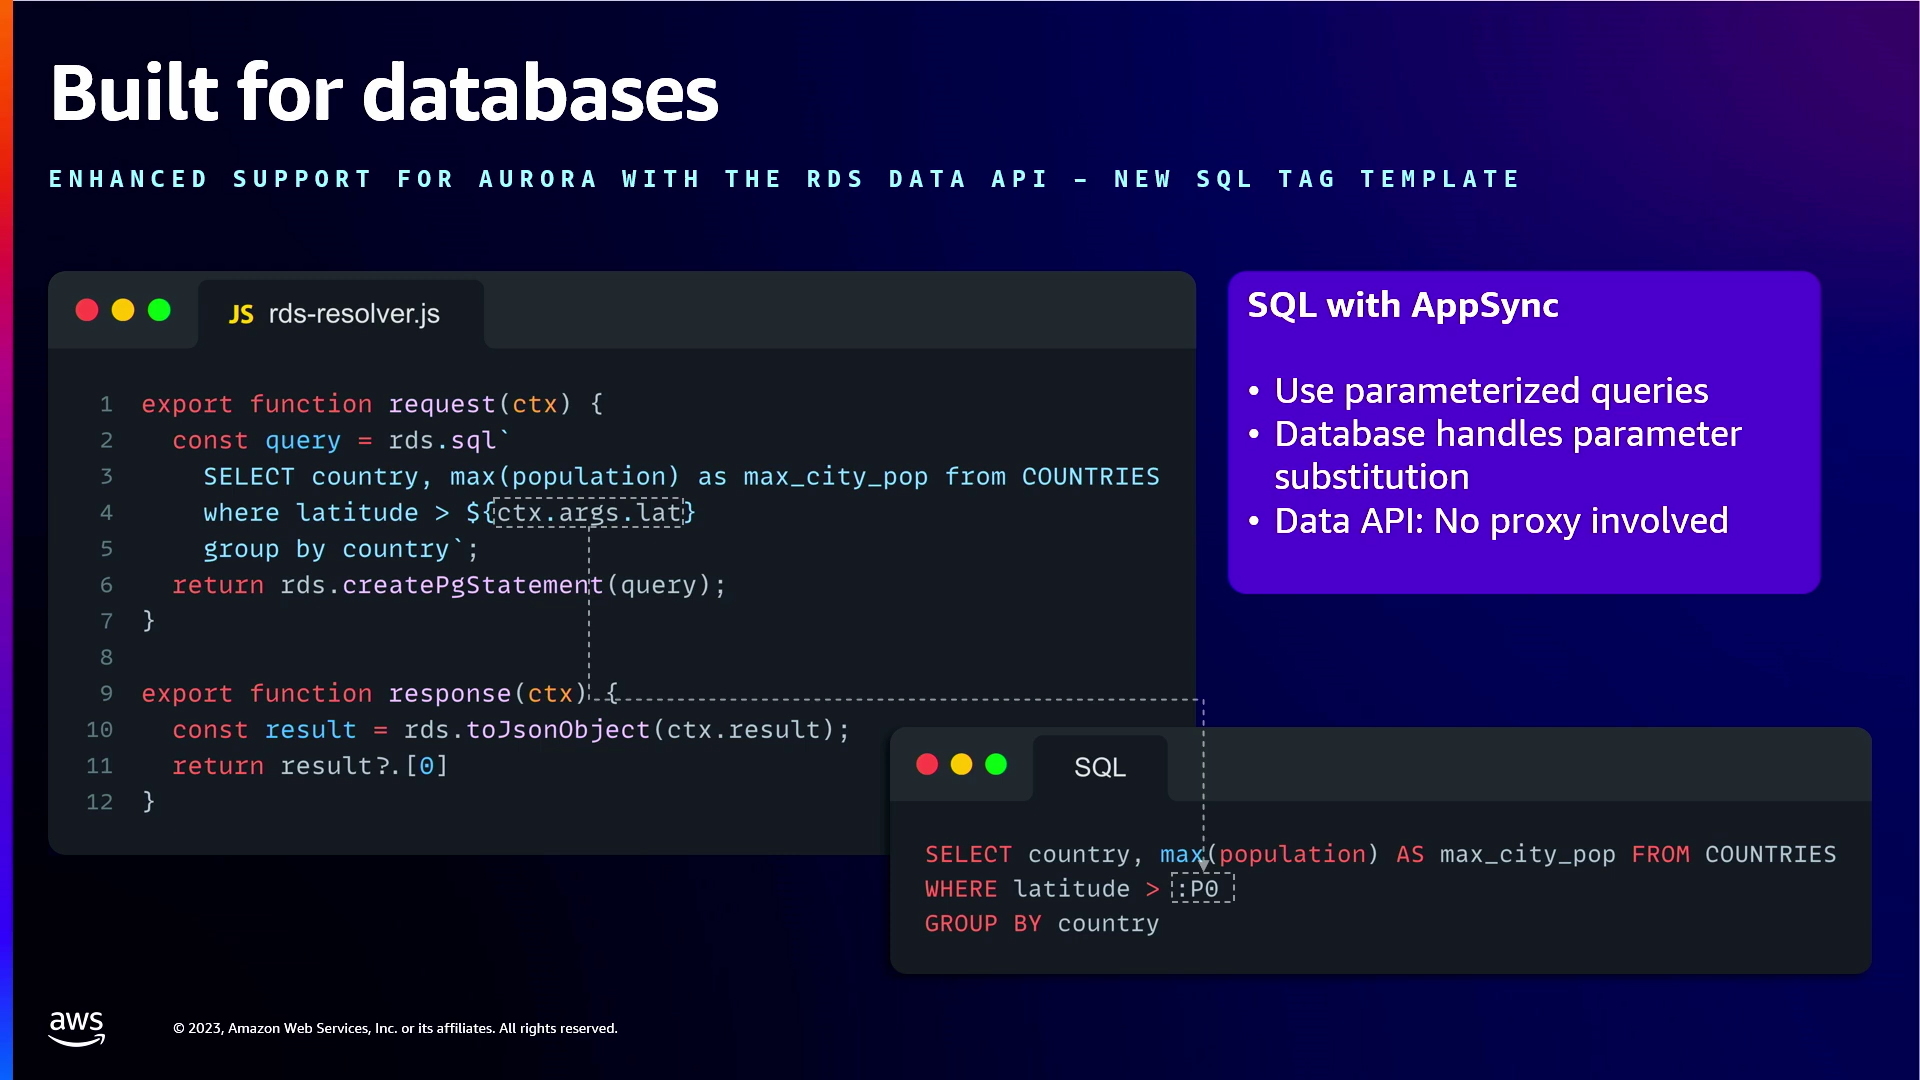 Built for databases
ENHANCED SUPPORT FOR AURORA WITH THE RDS DATA API – NEW SQL TAG TEMPLATE
JS rds-resolver.js
1 export function request(ctx) {
2   const query = rds.sql`
3     SELECT country, max(population) as max_city_pop from COUNTRIES
4     where latitude > ${ctx.args.lat}
5     group by country`;
6   return rds.createPgStatement(query);
7 }
8
9 export function response(ctx) {
10   const result = rds.toJsonObject(ctx.result);
11   return result?.[0]
12 }
SQL with AppSync
• Use parameterized queries
• Database handles parameter
substitution
• Data API: No proxy involved
SQL
SELECT country, max(population) AS max_city_pop FROM COUNTRIES
WHERE latitude > :P0
GROUP BY country
aws
© 2023, Amazon Web Services, Inc. or its affiliates. All rights reserved.